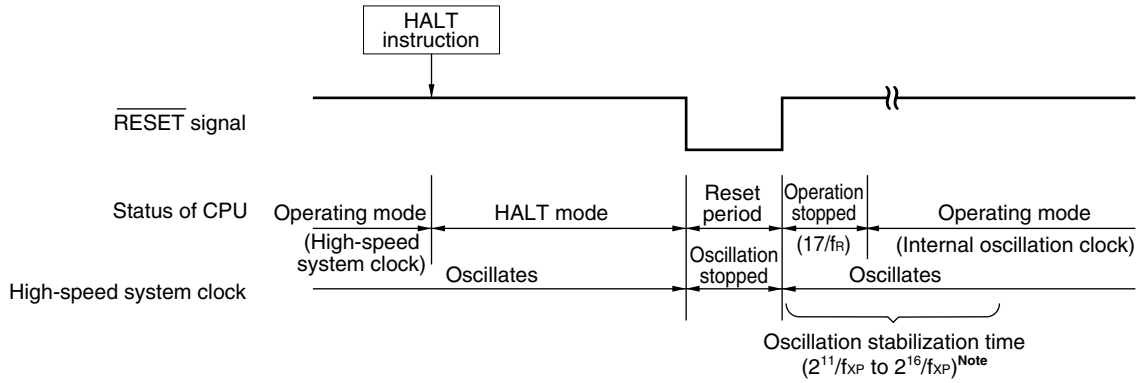 HALT
instruction
RESET signal
Status of CPU
Operating mode
(High-speed
system clock)
HALT mode
Reset
period
Operation
stopped
(17/fR)
Operating mode
(Internal oscillation clock)
High-speed system clock
Oscillates
Oscillation
stopped
Oscillates
Oscillation stabilization time
(2¹¹/fXP to 2¹⁶/fXP)Note